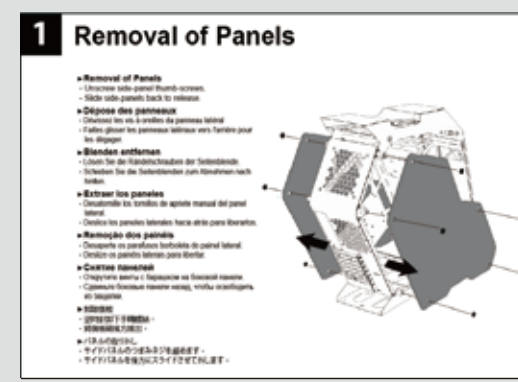 1 Removal of Panels
►Removal of Panels
- Unscrew side-panel thumb-screws.
- Slide side-panels back to release.
►Dépose des panneaux
- Dévissez les vis à oreilles du panneau latéral
- Faites glisser les panneaux latéraux vers l'arrière pour
les dégager.
►Blenden entfernen
- Lösen Sie die Rändelschrauben der Seitenblende.
- Schieben Sie die Seitenblenden zum Abnehmen nach
hinten.
►Extraer los paneles
- Desatornille los tornillos de apriete manual del panel
lateral.
- Deslice los paneles laterales hacia atrás para liberarlos.
►Remoção dos painéis
- Desaperte os parafusos borboleta do painel lateral.
- Deslize os painéis laterais para libertar.
►Снятие панелей
- Открутите винты с барашком на боковой панели.
- Сдвиньте боковые панели назад, чтобы освободить
их защелки.
►パネルの取り外し
- サイドパネルのつまみネジを緩めます。
- サイドパネルを後方にスライドさせて外します。